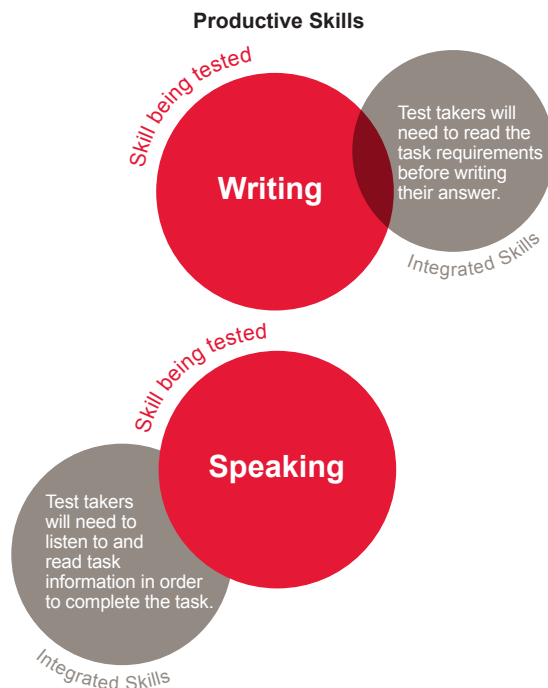 Productive Skills
Skill being tested
Writing
Test takers will
need to read the
task requirements
before writing
their answer.
Integrated Skills
Skill being tested
Speaking
Test takers
will need to
listen to and
read task
information in order
to complete the task.
Integrated Skills